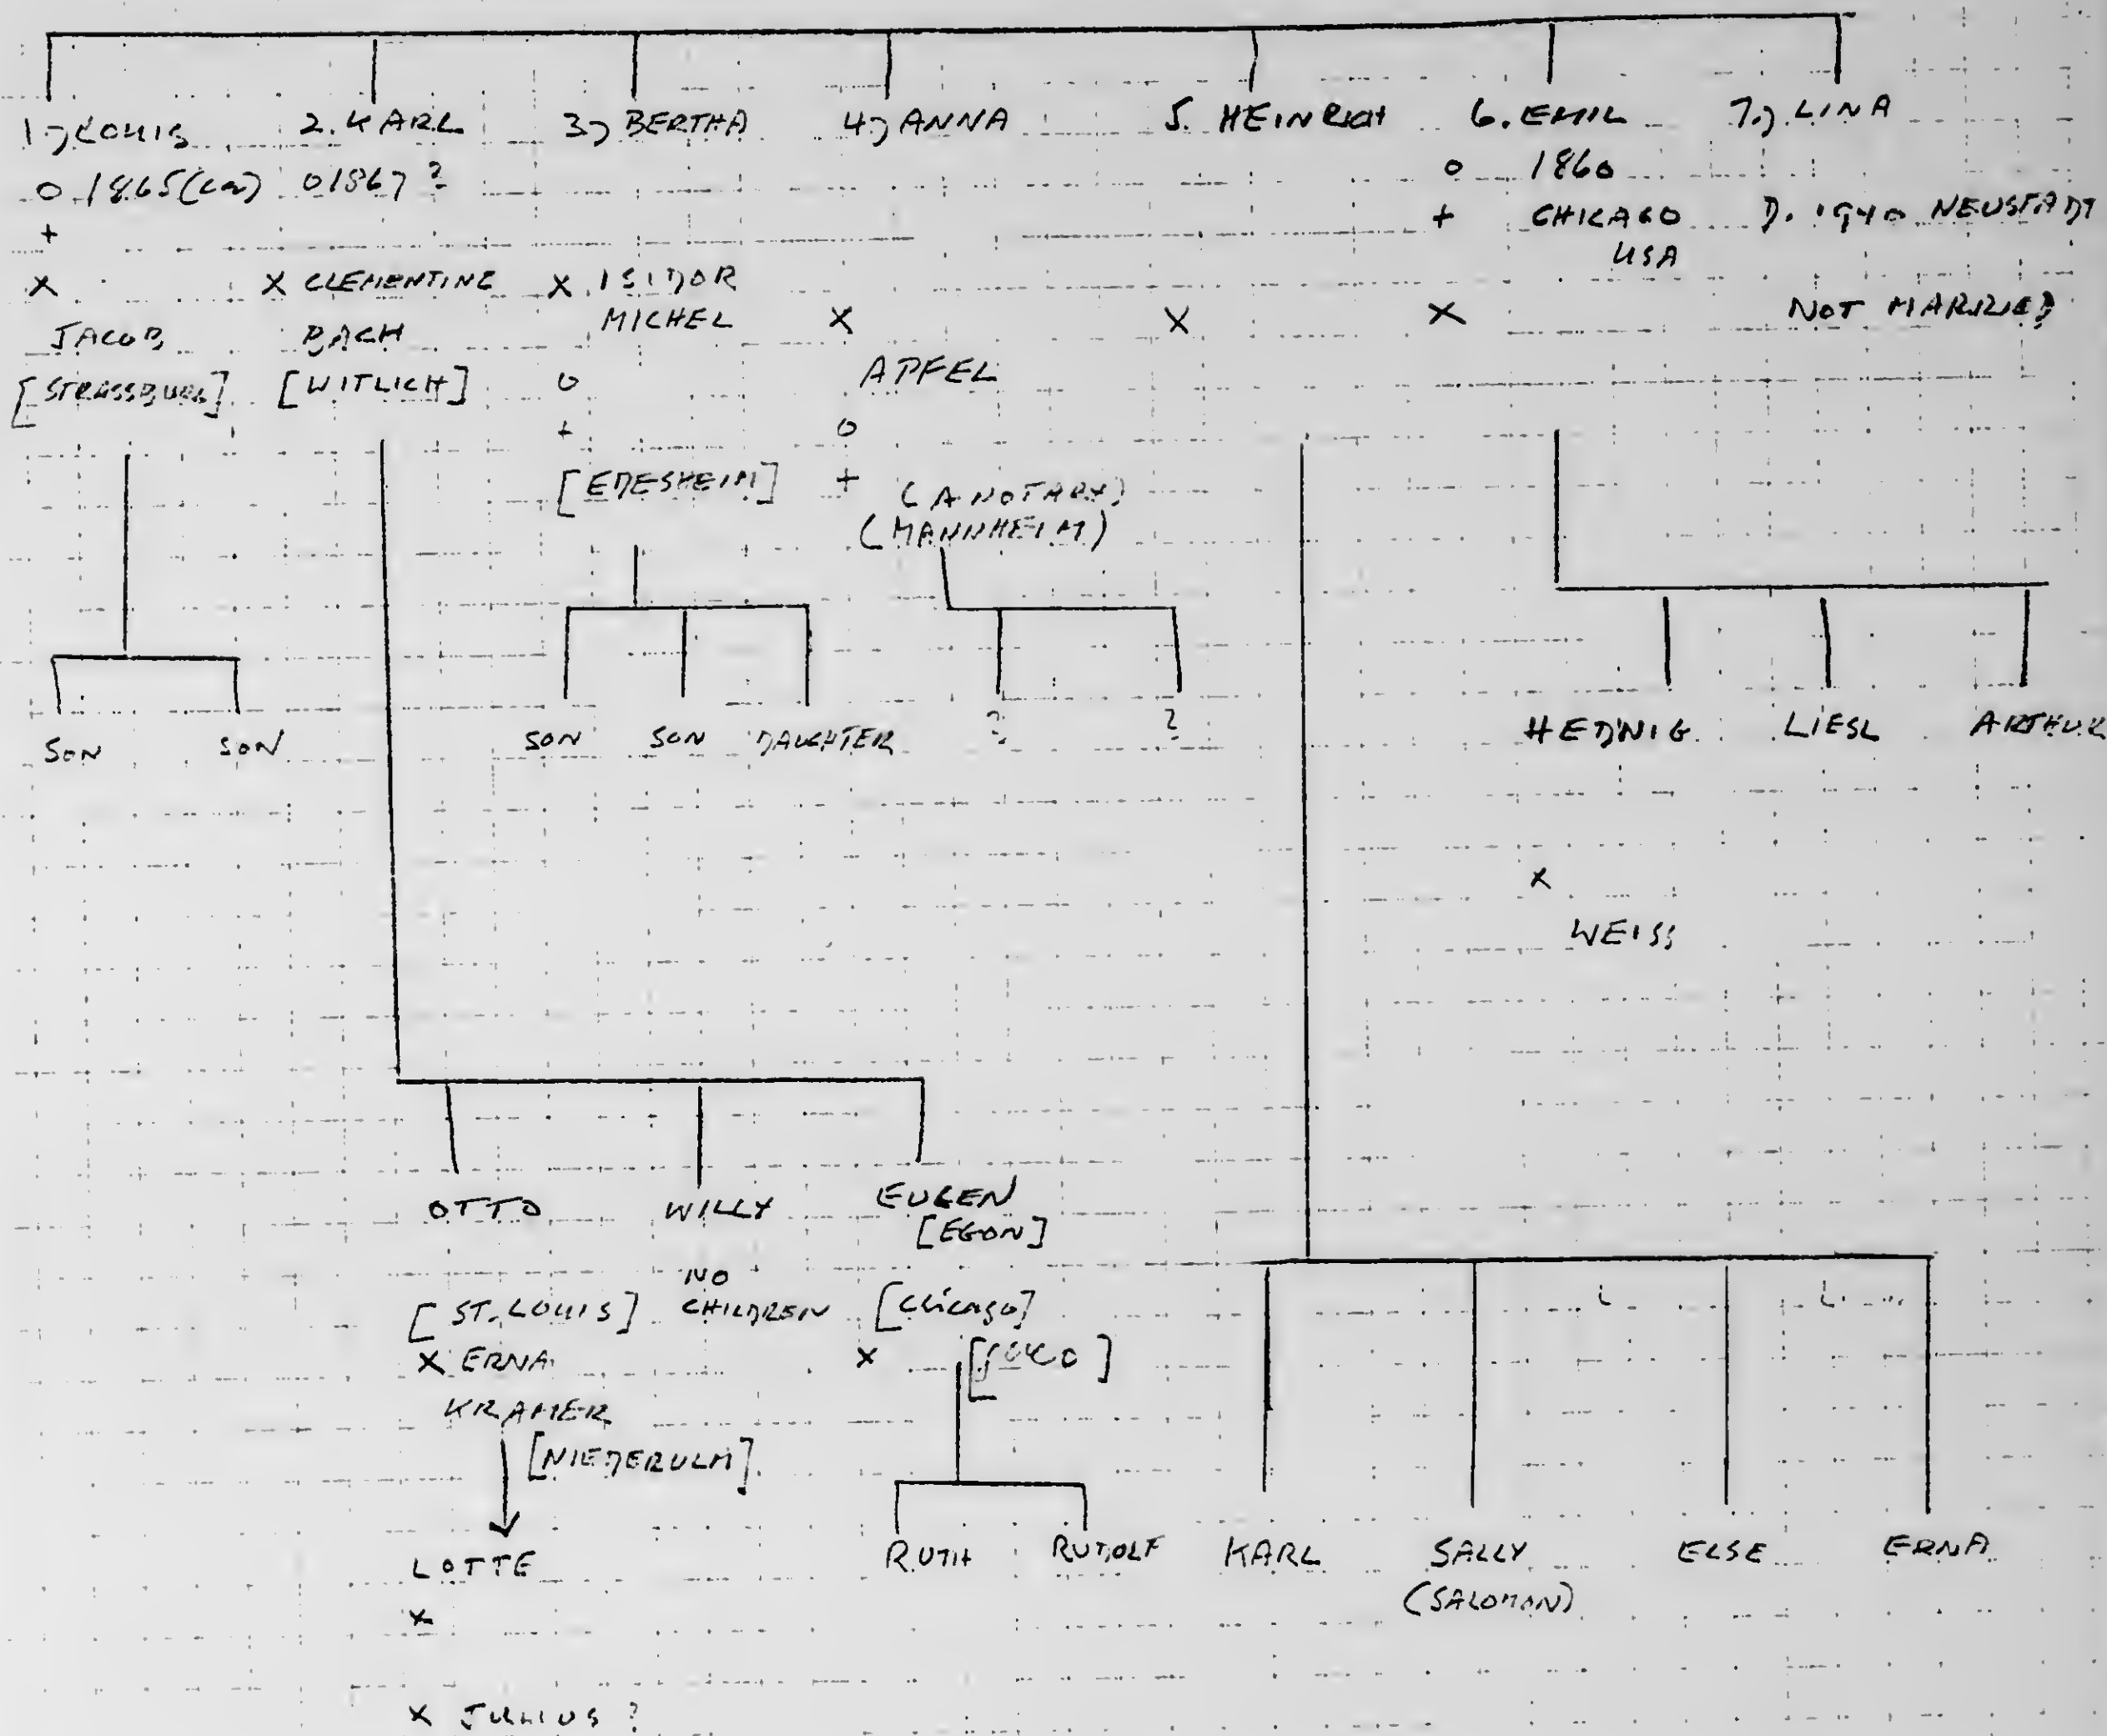 1.) LOUIS 2. KARL 3.) BERTHA 4.) ANNA 5. HEINRICH 6. EMIL 7.) LINA
o 1865 (ca) o 1867 ? o 1860
+ + CHICAGO D. 1940 NEUSTADT
USA
x x CLEMENTINE x ISIDOR
MICHEL x x x NOT MARRIED
JACOB BACH
APFEL
[STRASSBURG] [WITLICH] o
+ o
[EDESHEIM] + (A NOTARY)
(MANNHEIM)
SON SON SON SON DAUGHTER ? ? HEDWIG LIESL ARTHUR
x
WEISS
OTTO WILLY EUGEN
[EGON]
NO
[ST. LOUIS] CHILDREN [Chicago]
x ERNA x
KRAMER
[NIEDERULM]
LOTTE RUTH RUDOLF KARL SALLY ELSE ERNA
(SALOMON)
x
x JULIUS ?